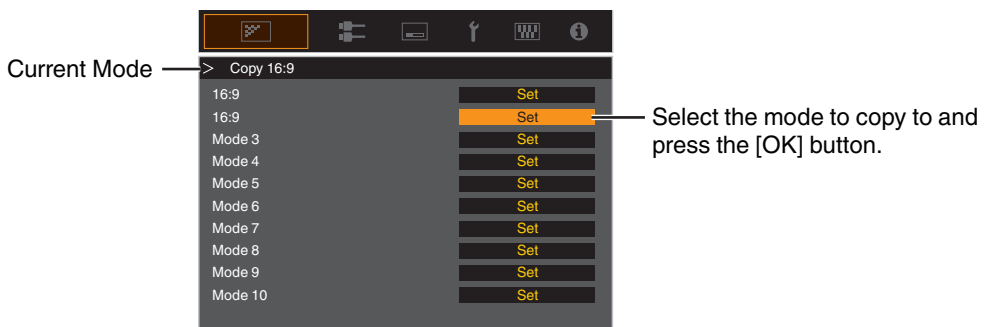 Current Mode
> Copy 16:9
16:9 Set
16:9 Set
Mode 3 Set
Mode 4 Set
Mode 5 Set
Mode 6 Set
Mode 7 Set
Mode 8 Set
Mode 9 Set
Mode 10 Set
Select the mode to copy to and
press the [OK] button.